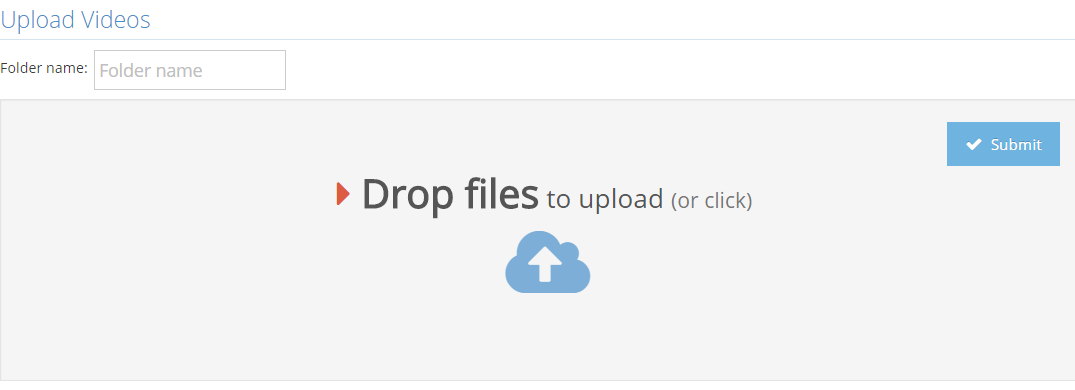 Upload Videos
Folder name: Folder name
Submit
Drop files to upload (or click)